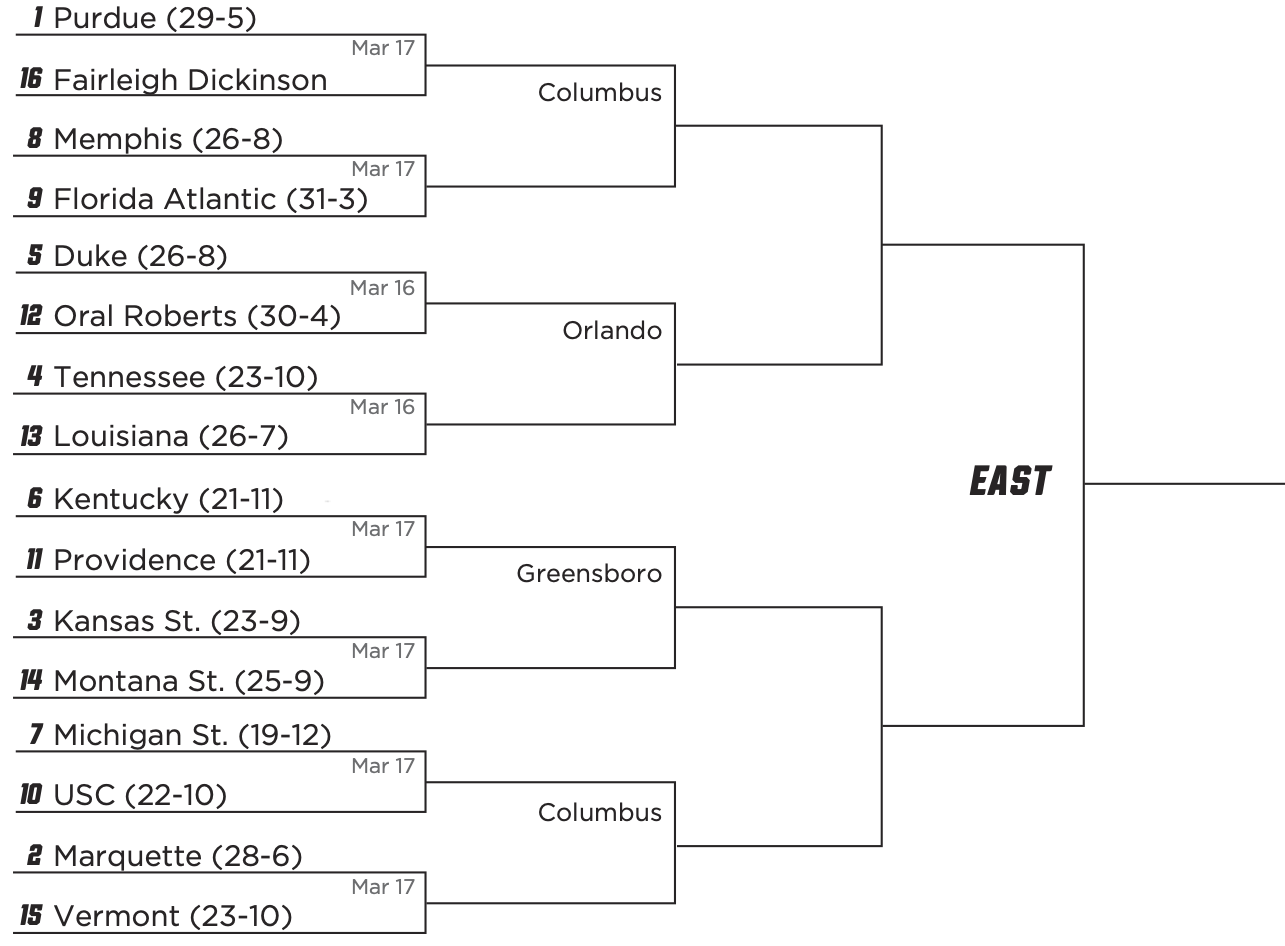 1 Purdue (29-5)
Mar 17
16 Fairleigh Dickinson
Columbus
8 Memphis (26-8)
Mar 17
9 Florida Atlantic (31-3)
5 Duke (26-8)
Mar 16
12 Oral Roberts (30-4)
Orlando
4 Tennessee (23-10)
Mar 16
13 Louisiana (26-7)
EAST
6 Kentucky (21-11)
Mar 17
11 Providence (21-11)
Greensboro
3 Kansas St. (23-9)
Mar 17
14 Montana St. (25-9)
7 Michigan St. (19-12)
Mar 17
10 USC (22-10)
Columbus
2 Marquette (28-6)
Mar 17
15 Vermont (23-10)